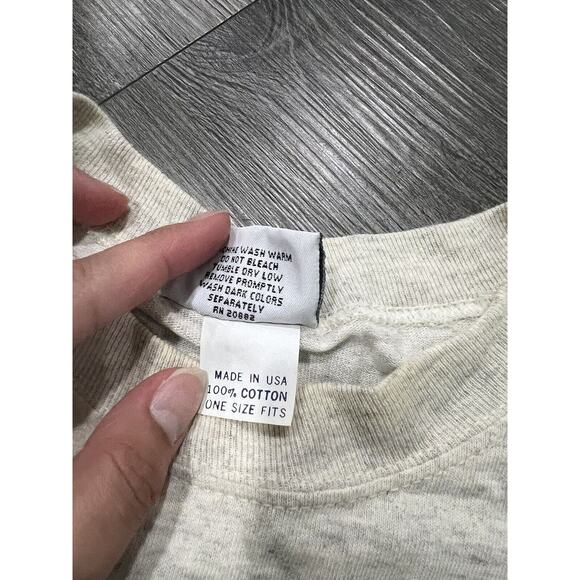 WASH WARM
DO NOT BLEACH
TUMBLE DRY LOW
REMOVE PROMPTLY
WASH DARK COLORS
SEPARATELY
RN 20882
MADE IN USA
100% COTTON
ONE SIZE FITS